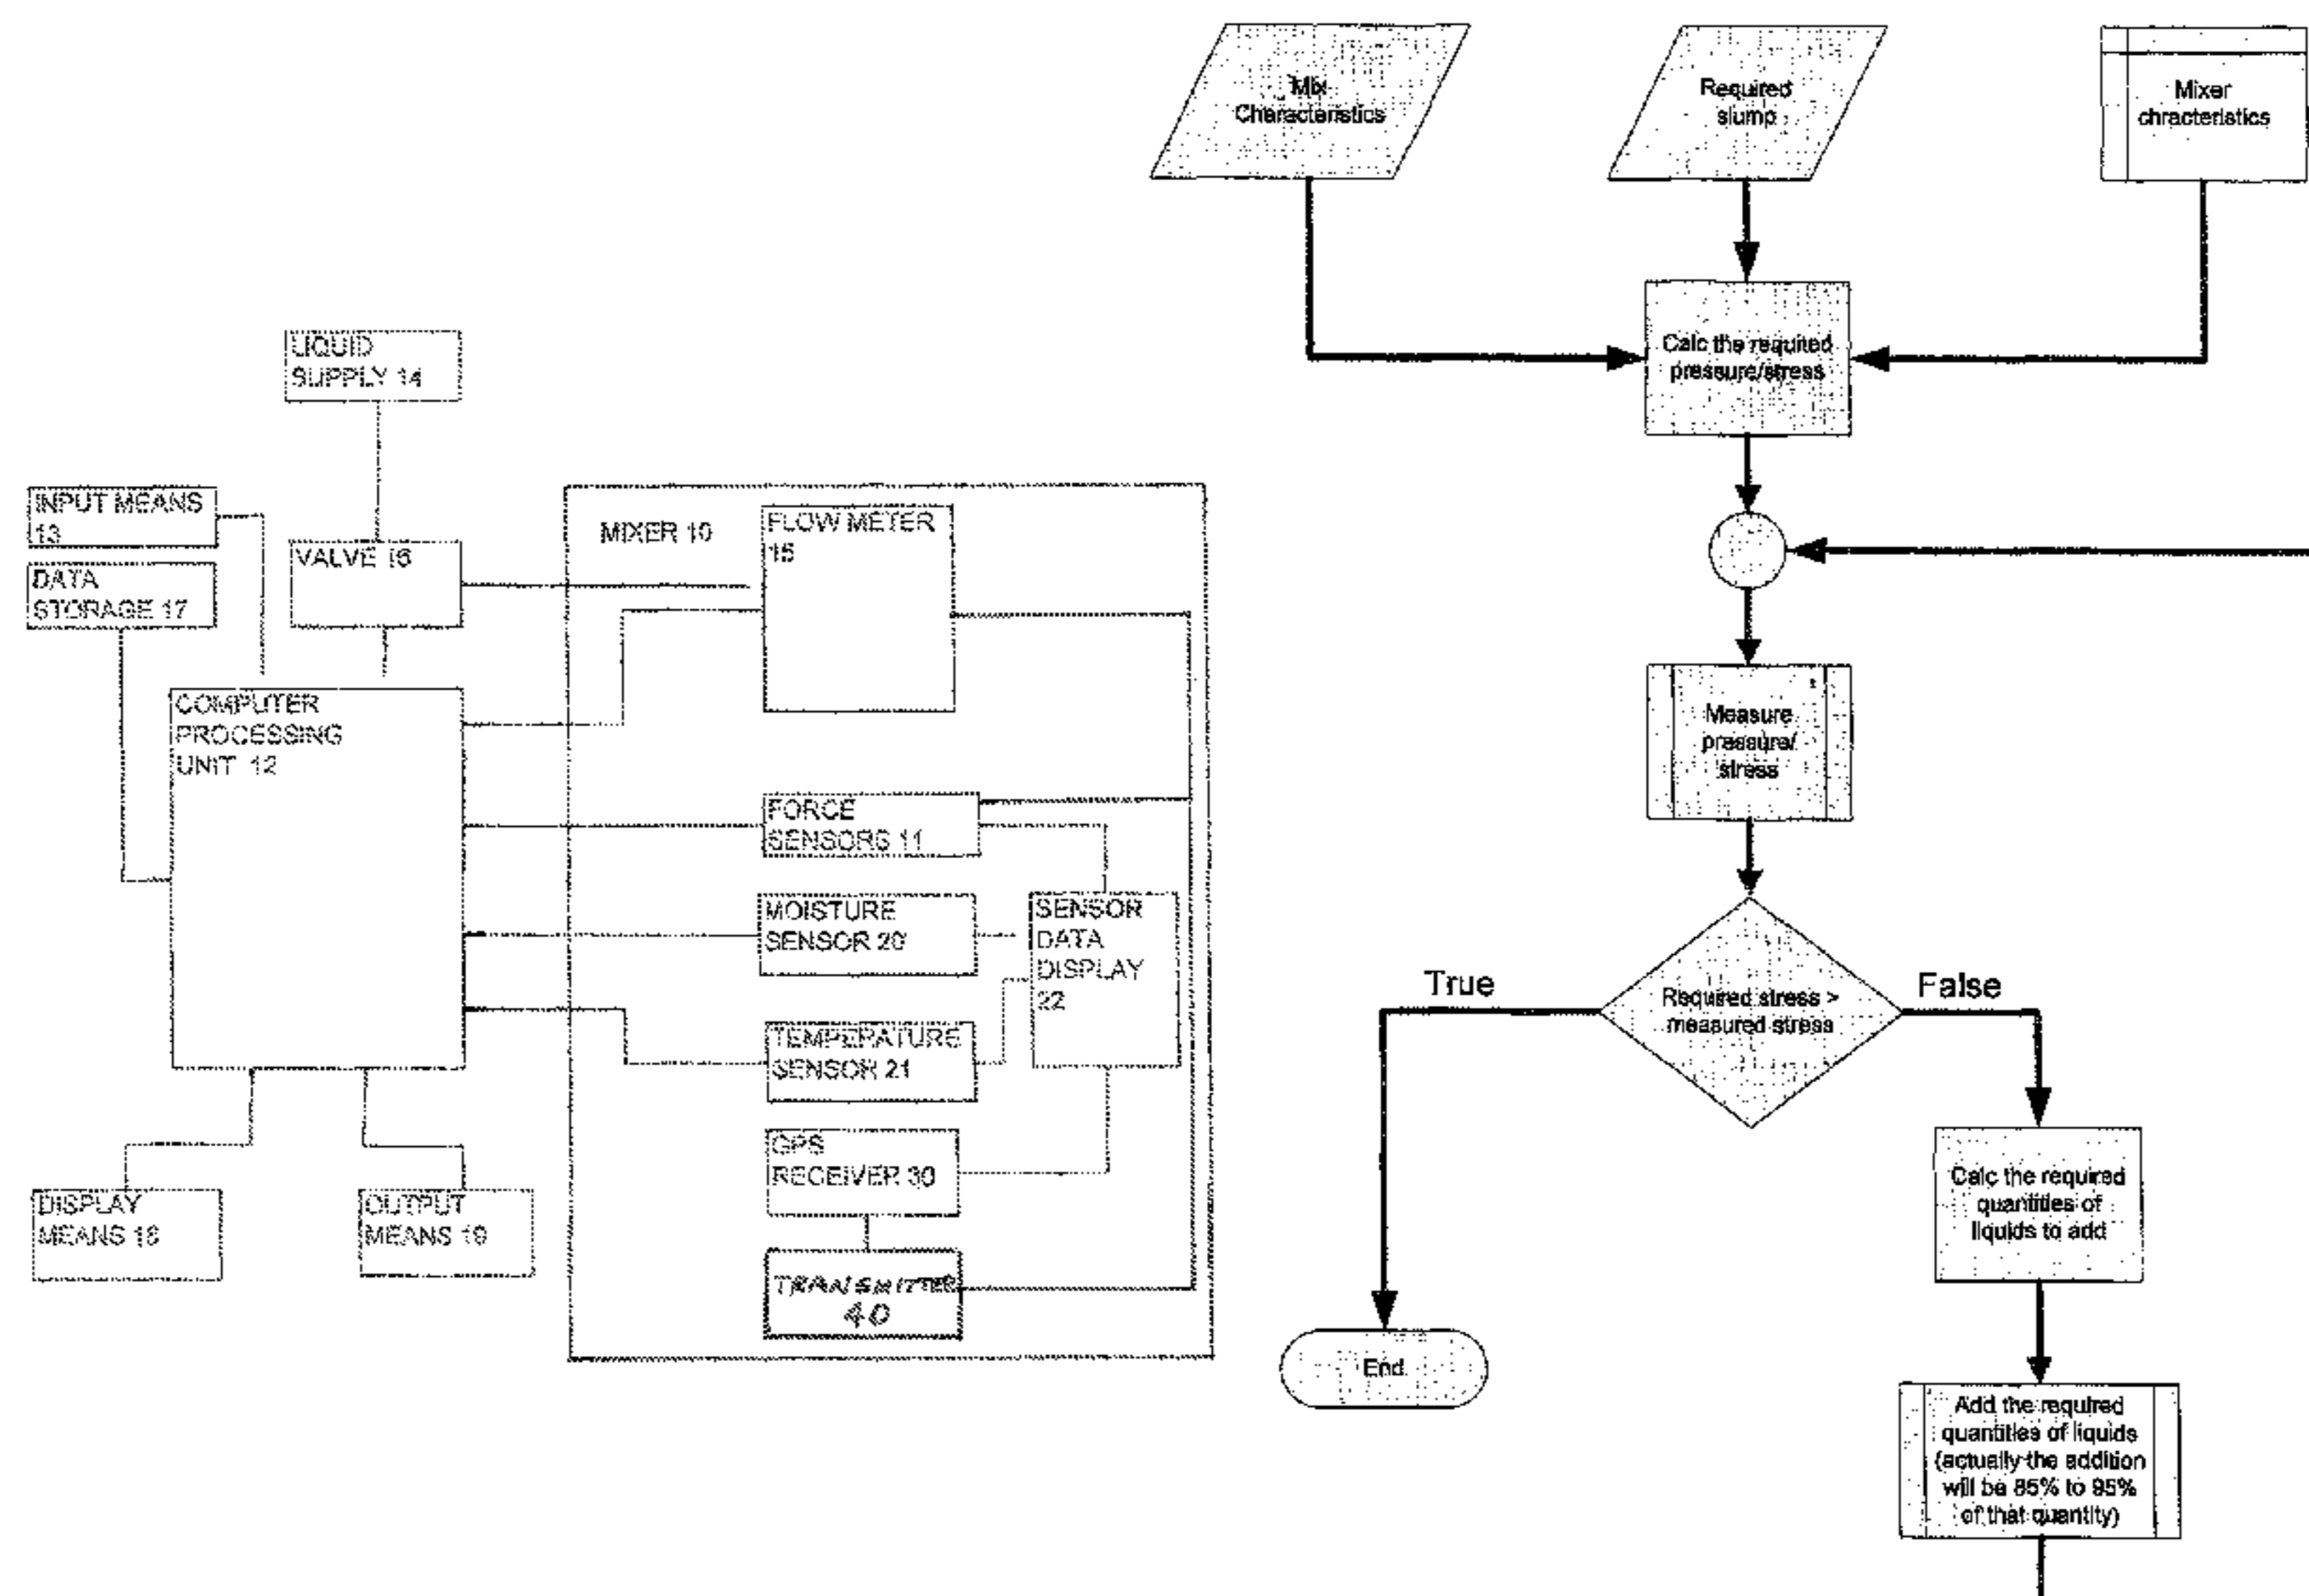 LIQUID
SUPPLY 14
INPUT MEANS
13
DATA
STORAGE 17
VALVE 16
MIXER 10
FLOW METER
15
COMPUTER
PROCESSING
UNIT 12
FORCE
SENSORS 11
MOISTURE
SENSOR 20
SENSOR
DATA
DISPLAY
22
TEMPERATURE
SENSOR 21
GPS
RECEIVER 30
TRANSMITTER
40
DISPLAY
MEANS 18
OUTPUT
MEANS 19
Mix
Characteristics
Required
slump
Mixer
chracteristics
Calc the required
pressure/stress
Measure
pressure/
stress
True
Required stress >
measured stress
False
Calc the required
quantities of
liquids to add
End
Add the required
quantities of liquids
(actually the addition
will be 85% to 95%
of that quantity)